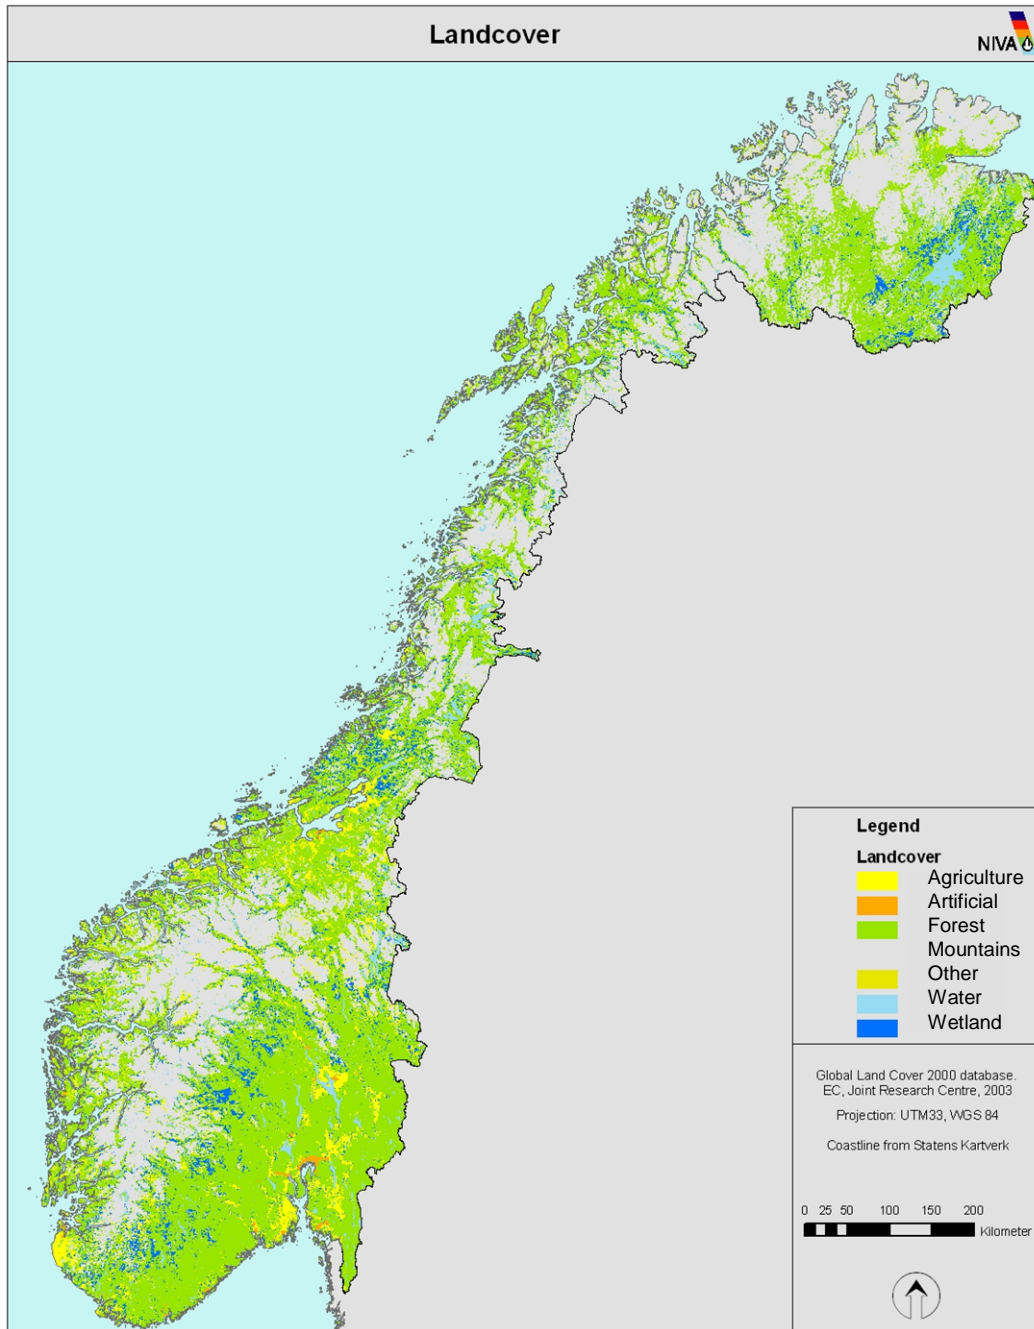 Landcover
NIVA
Legend
Landcover
Agriculture
Artificial
Forest
Mountains
Other
Water
Wetland
Global Land Cover 2000 database.
EC, Joint Research Centre, 2003
Projection: UTM33, WGS 84
Coastline from Statens Kartverk
0 25 50 100 150 200
Kilometer